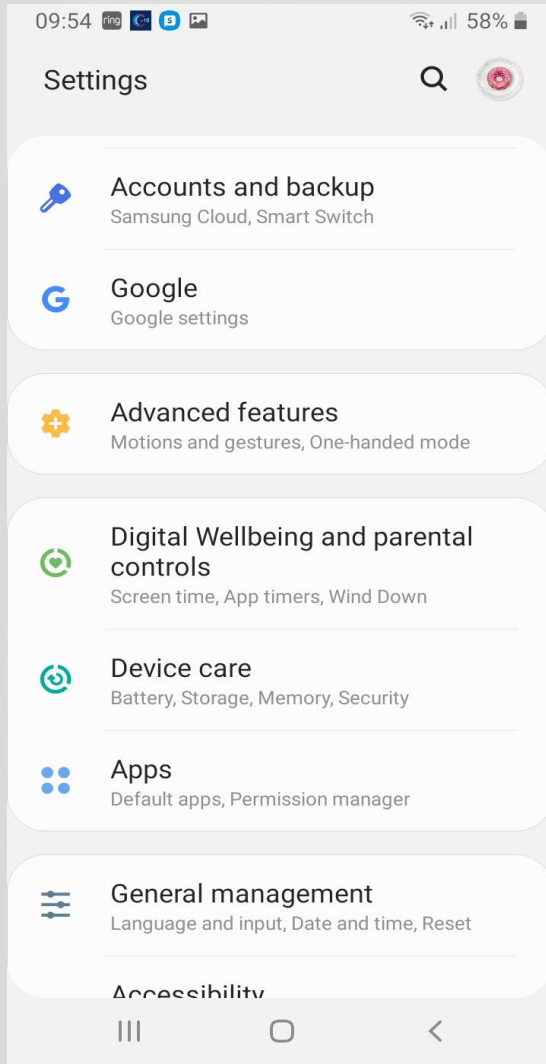 09:54 ring 58%
Settings
Accounts and backup
Samsung Cloud, Smart Switch
Google
Google settings
Advanced features
Motions and gestures, One-handed mode
Digital Wellbeing and parental
controls
Screen time, App timers, Wind Down
Device care
Battery, Storage, Memory, Security
Apps
Default apps, Permission manager
General management
Language and input, Date and time, Reset
Accessibility